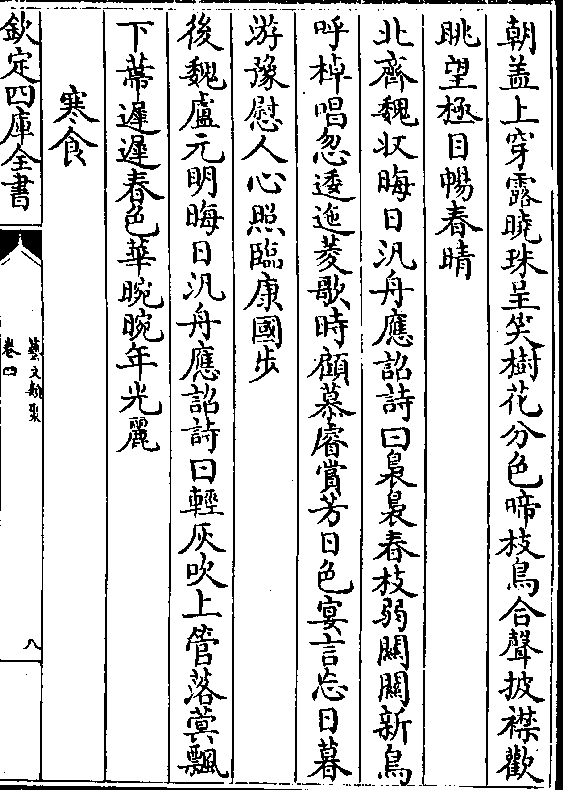 朝盖上穿露曉珠呈笑樹花分色啼枝鳥合聲披襟歡
眺望極目暢春晴
北齊魏収晦日汎舟應詔詩曰裊裊春枝弱關關新鳥
呼棹唱忽逶迤菱歌時顧慕睿賞芳日色宴言忘日暮
游豫慰人心照臨康國步
後魏盧元明晦日汎舟應詔詩曰輕灰吹上管落蓂飄
下蔕遲遲春色華晼晼年光麗
寒食
欽定四庫全書
藝文類聚
卷四
八